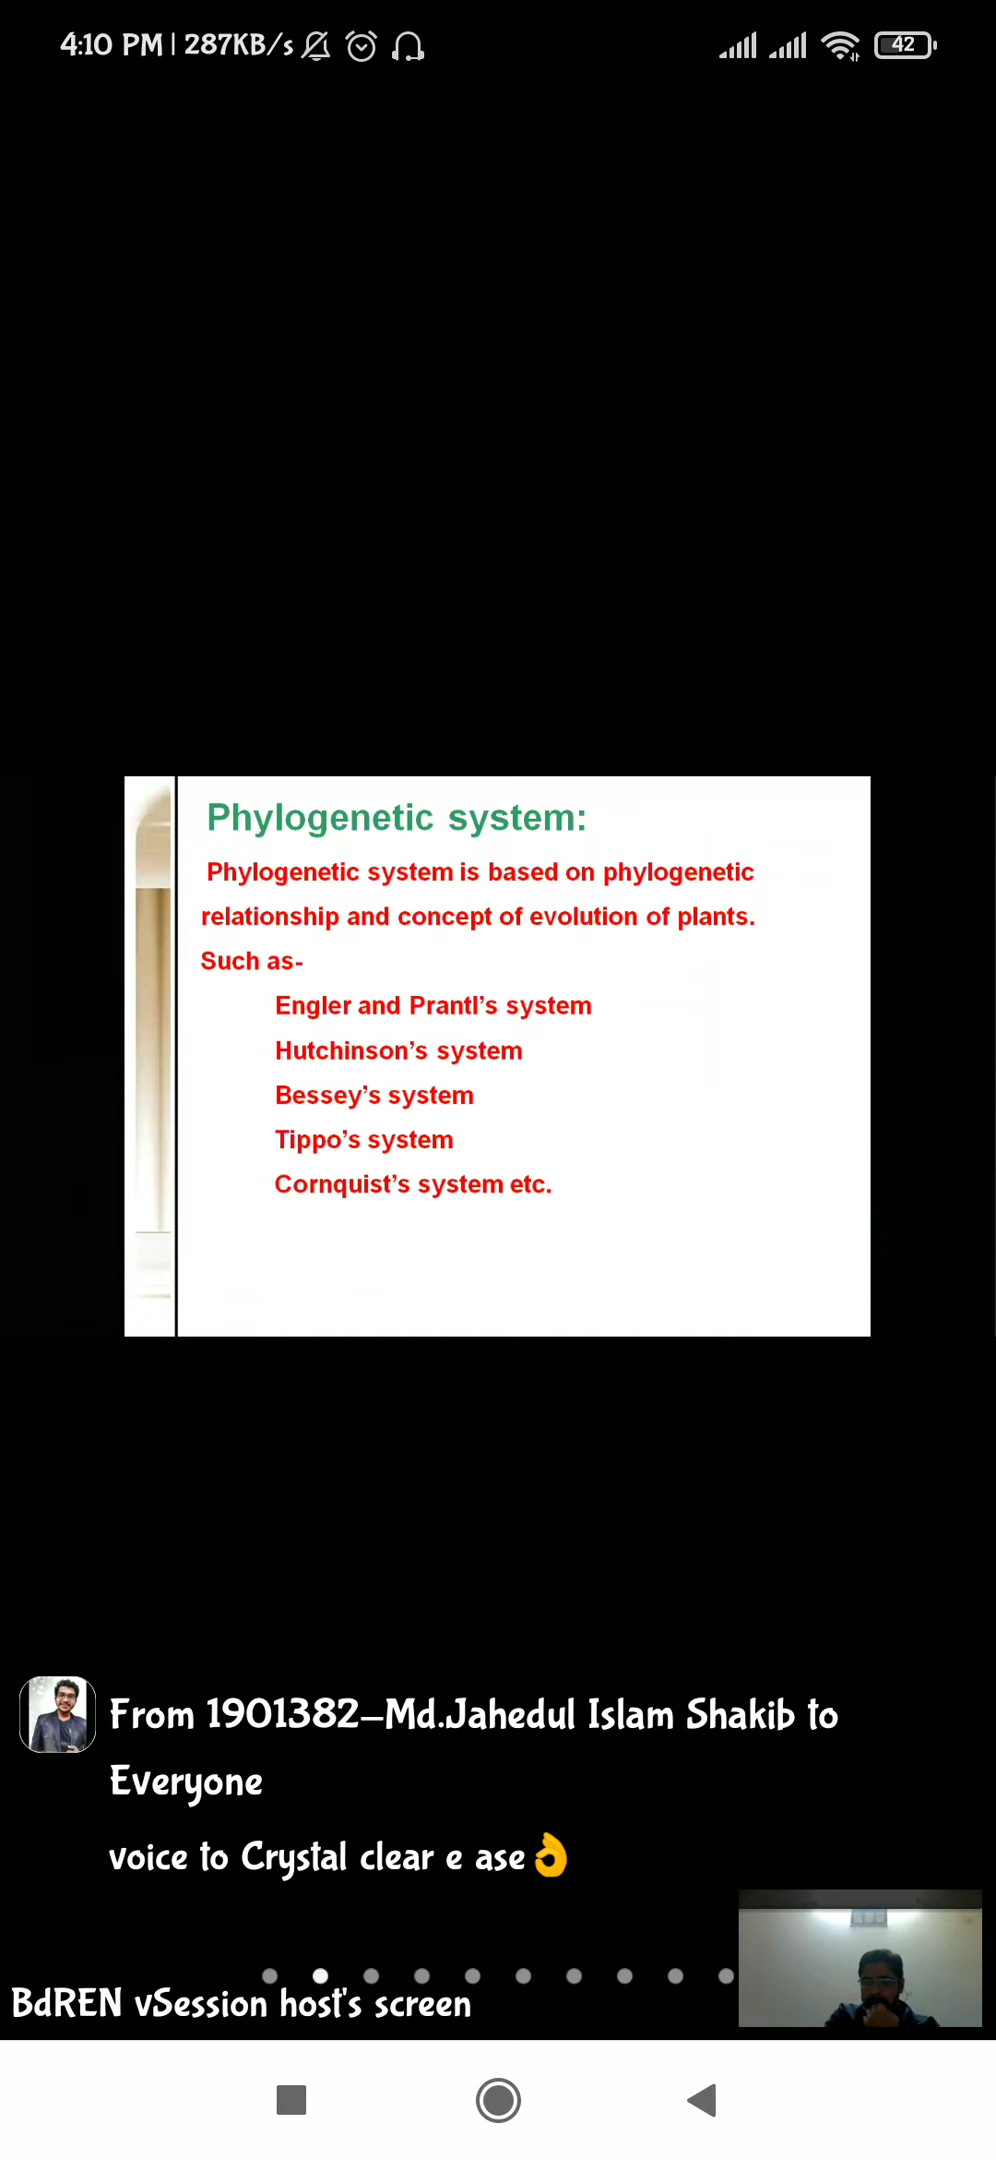 4:10 PM | 287KB/s
42
Phylogenetic system:
Phylogenetic system is based on phylogenetic
relationship and concept of evolution of plants.
Such as-
Engler and Prantl’s system
Hutchinson’s system
Bessey’s system
Tippo’s system
Cornquist’s system etc.
From 1901382–Md.Jahedul Islam Shakib to
Everyone
voice to Crystal clear e ase👌
BdREN vSession host's screen